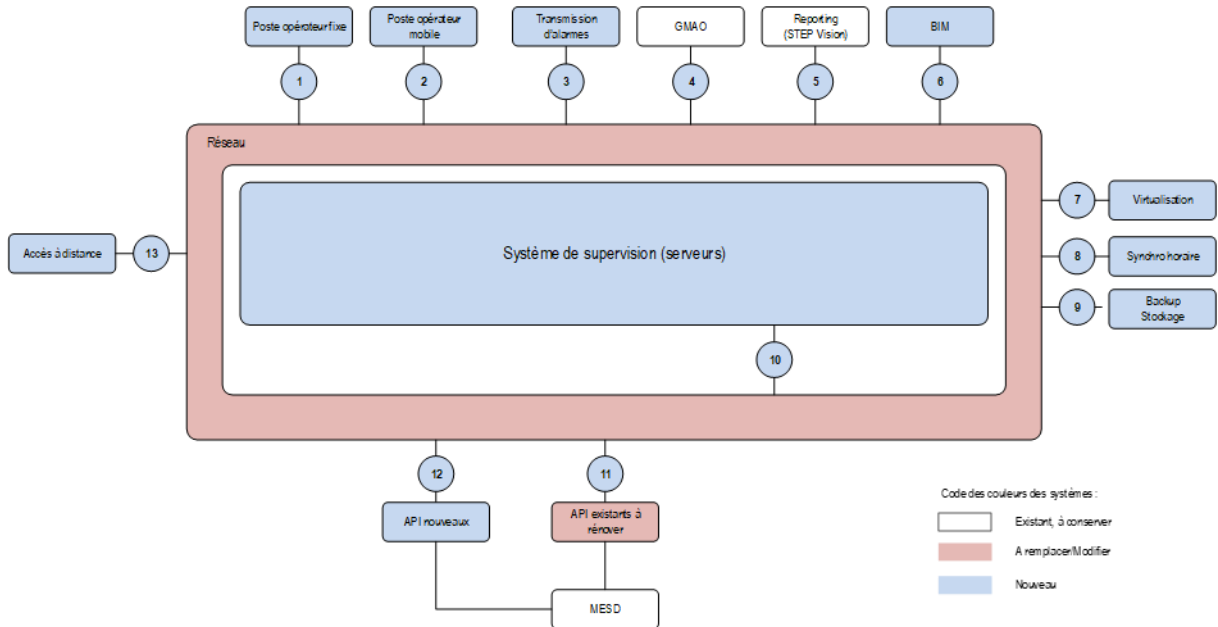 Poste opérateur fixe
Poste opérateur
mobile
Transmission
d'alarmes
GMAO
Reporting
(STEP Vision)
BIM
1
2
3
4
5
6
Réseau
Système de supervision (serveurs)
7
Virtualisation
Accès à distance
13
8
Synchro horaire
9
Backup
Stockage
10
12
11
API nouveaux
API existants à
rénover
MESD
Code des couleurs des systèmes :
Existant, à conserver
A remplacer/Modifier
Nouveau